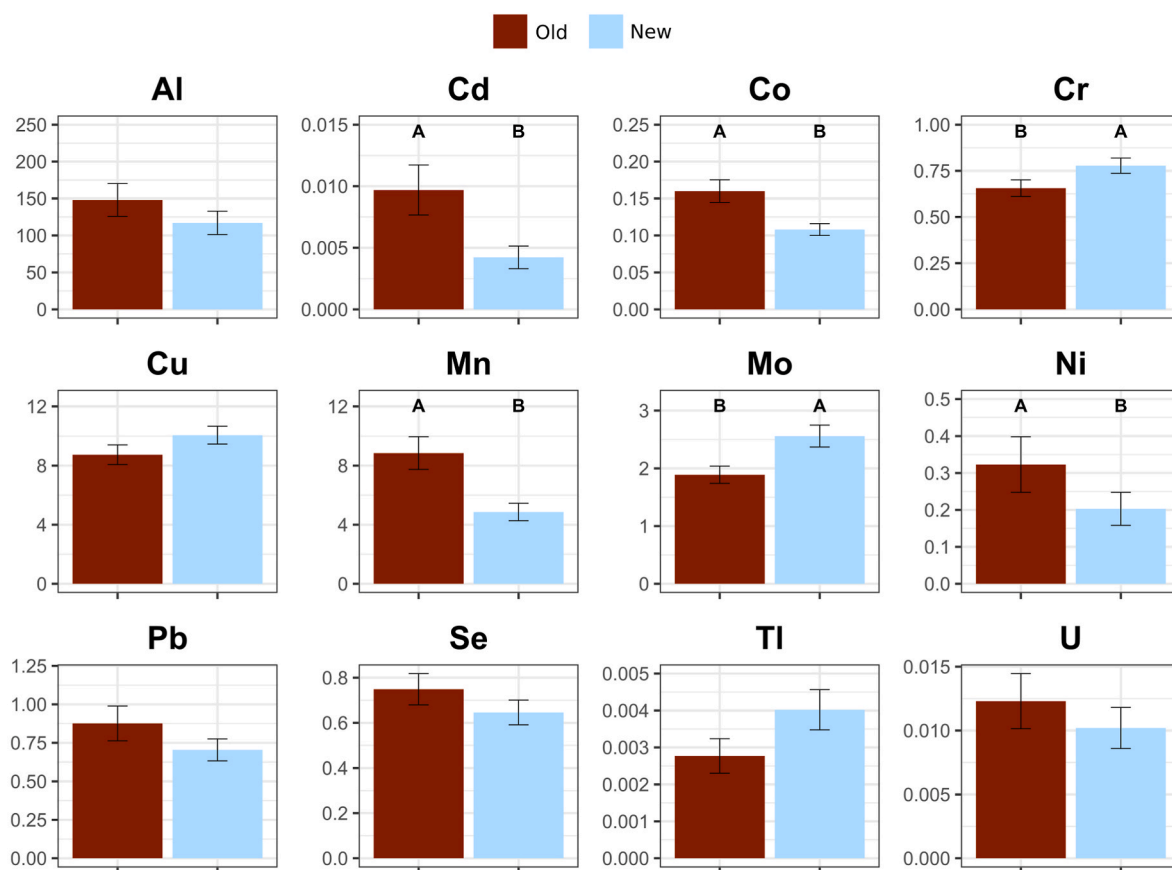 Old New
Al Cd Co Cr
250 0.015 A B 0.25 A B 1.00 B A
200 0.20
150 0.010 0.15 0.75
100 0.10 0.50
50 0.005 0.05 0.25
0 0.000 0.00 0.00
Cu Mn Mo Ni
12 12 A B 3 B A 0.5 A B
8 8 2 0.4
4 4 1 0.3
0 0 0 0.2
0.1
0.0
Pb Se Tl U
1.25 0.8 0.005 0.015
1.00 0.6 0.004 0.010
0.75 0.4 0.003 0.005
0.50 0.2 0.002 0.000
0.25 0.0 0.001
0.00 0.000